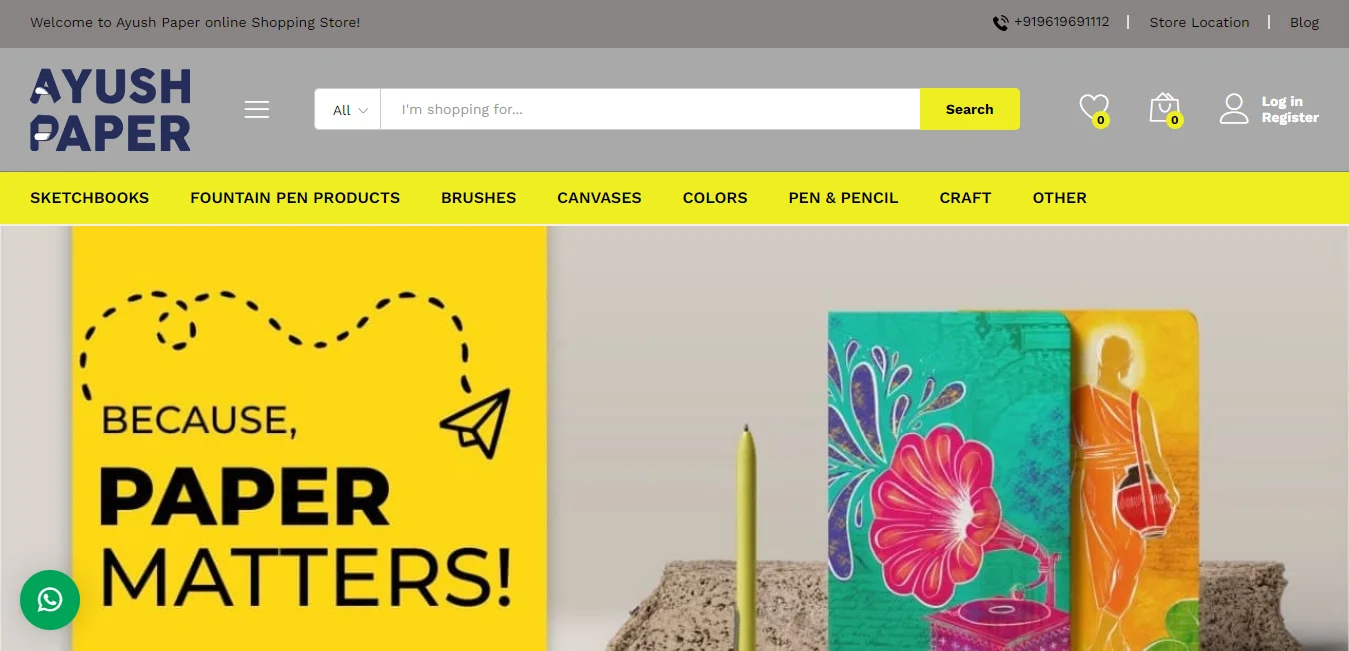 Welcome to Ayush Paper online Shopping Store!
+919619691112
Store Location
Blog
AYUSH
PAPER
All
I'm shopping for...
Search
0
0
Log in
Register
SKETCHBOOKS
FOUNTAIN PEN PRODUCTS
BRUSHES
CANVASES
COLORS
PEN & PENCIL
CRAFT
OTHER
BECAUSE,
PAPER
MATTERS!